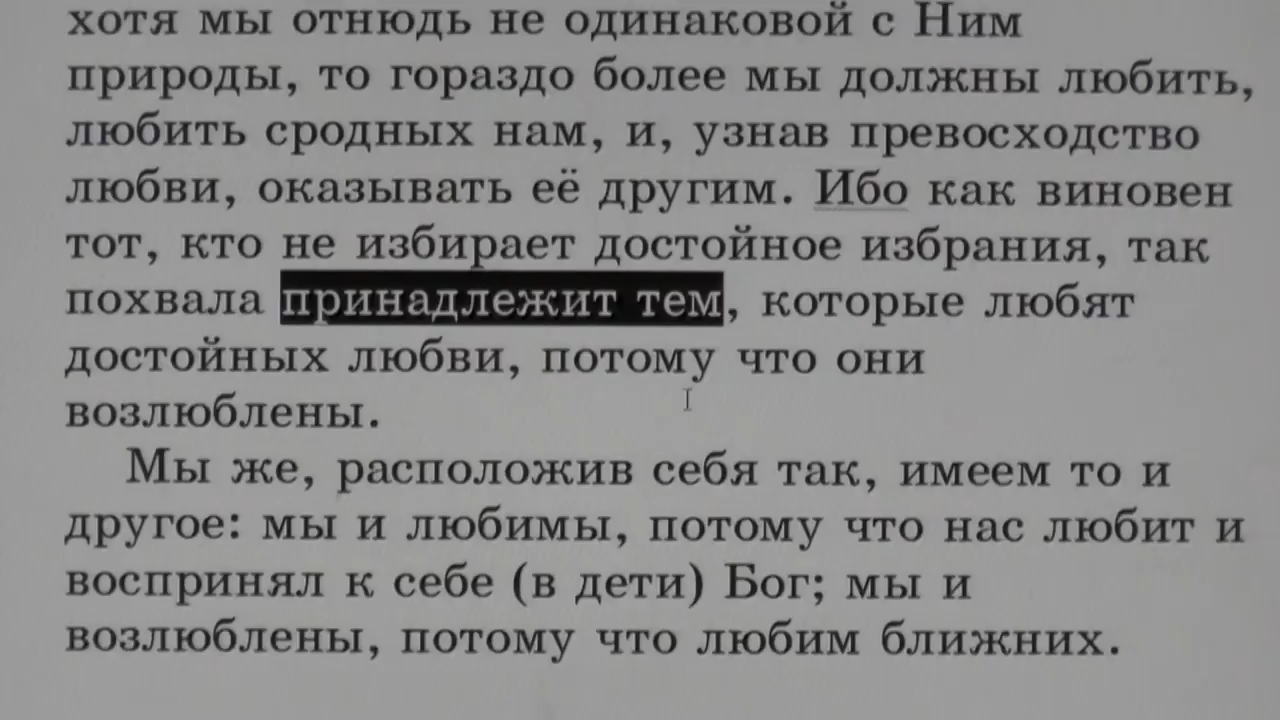 хотя мы отнюдь не одинаковой с Ним
природы, то гораздо более мы должны любить,
любить сродных нам, и, узнав превосходство
любви, оказывать её другим. Ибо как виновен
тот, кто не избирает достойное избрания, так
похвала принадлежит тем, которые любят
достойных любви, потому что они
возлюблены.
Мы же, расположив себя так, имеем то и
другое: мы и любимы, потому что нас любит и
воспринял к себе (в дети) Бог; мы и
возлюблены, потому что любим ближних.